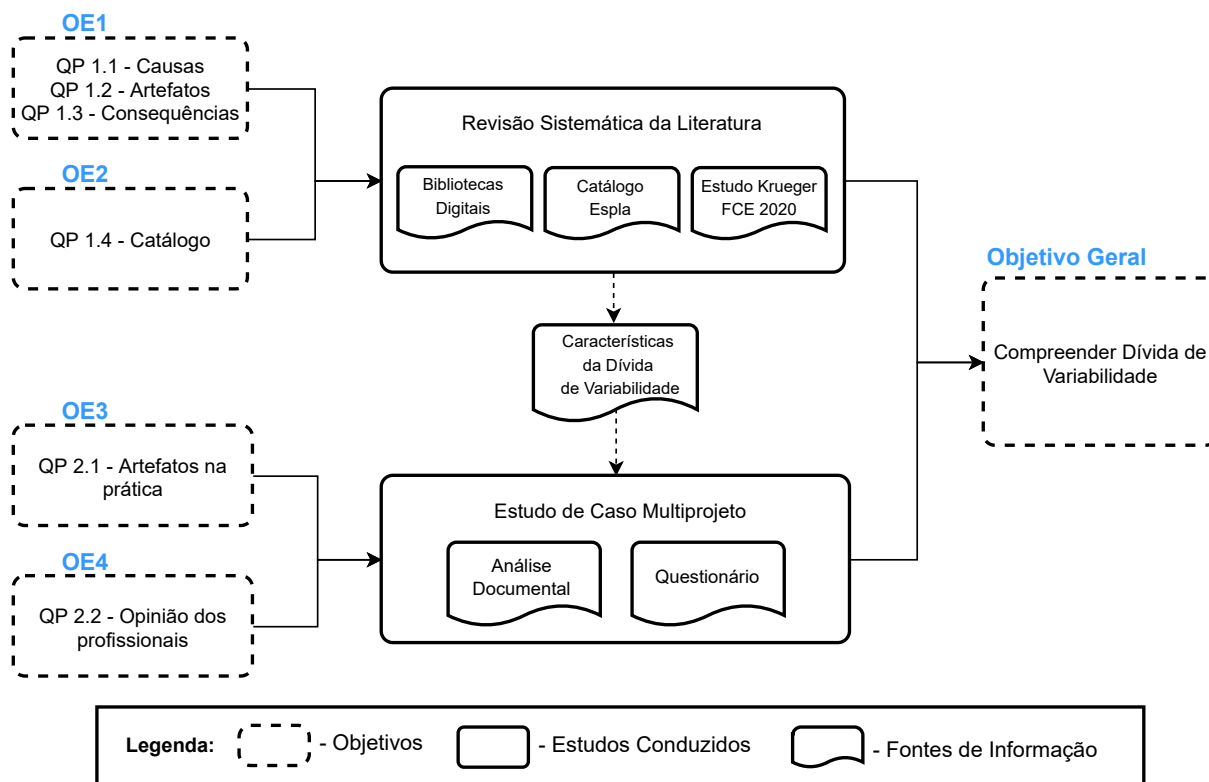 OE1
QP 1.1 - Causas
QP 1.2 - Artefatos
QP 1.3 - Consequências
OE2
QP 1.4 - Catálogo
Revisão Sistemática da Literatura
Bibliotecas
Digitais
Catálogo
Espla
Estudo Krueger
FCE 2020
Características
da Dívida
de Variabilidade
OE3
QP 2.1 - Artefatos na
prática
OE4
QP 2.2 - Opinião dos
profissionais
Estudo de Caso Multiprojeto
Análise
Documental
Questionário
Objetivo Geral
Compreender Dívida de
Variabilidade
Legenda: - Objetivos - Estudos Conduzidos - Fontes de Informação